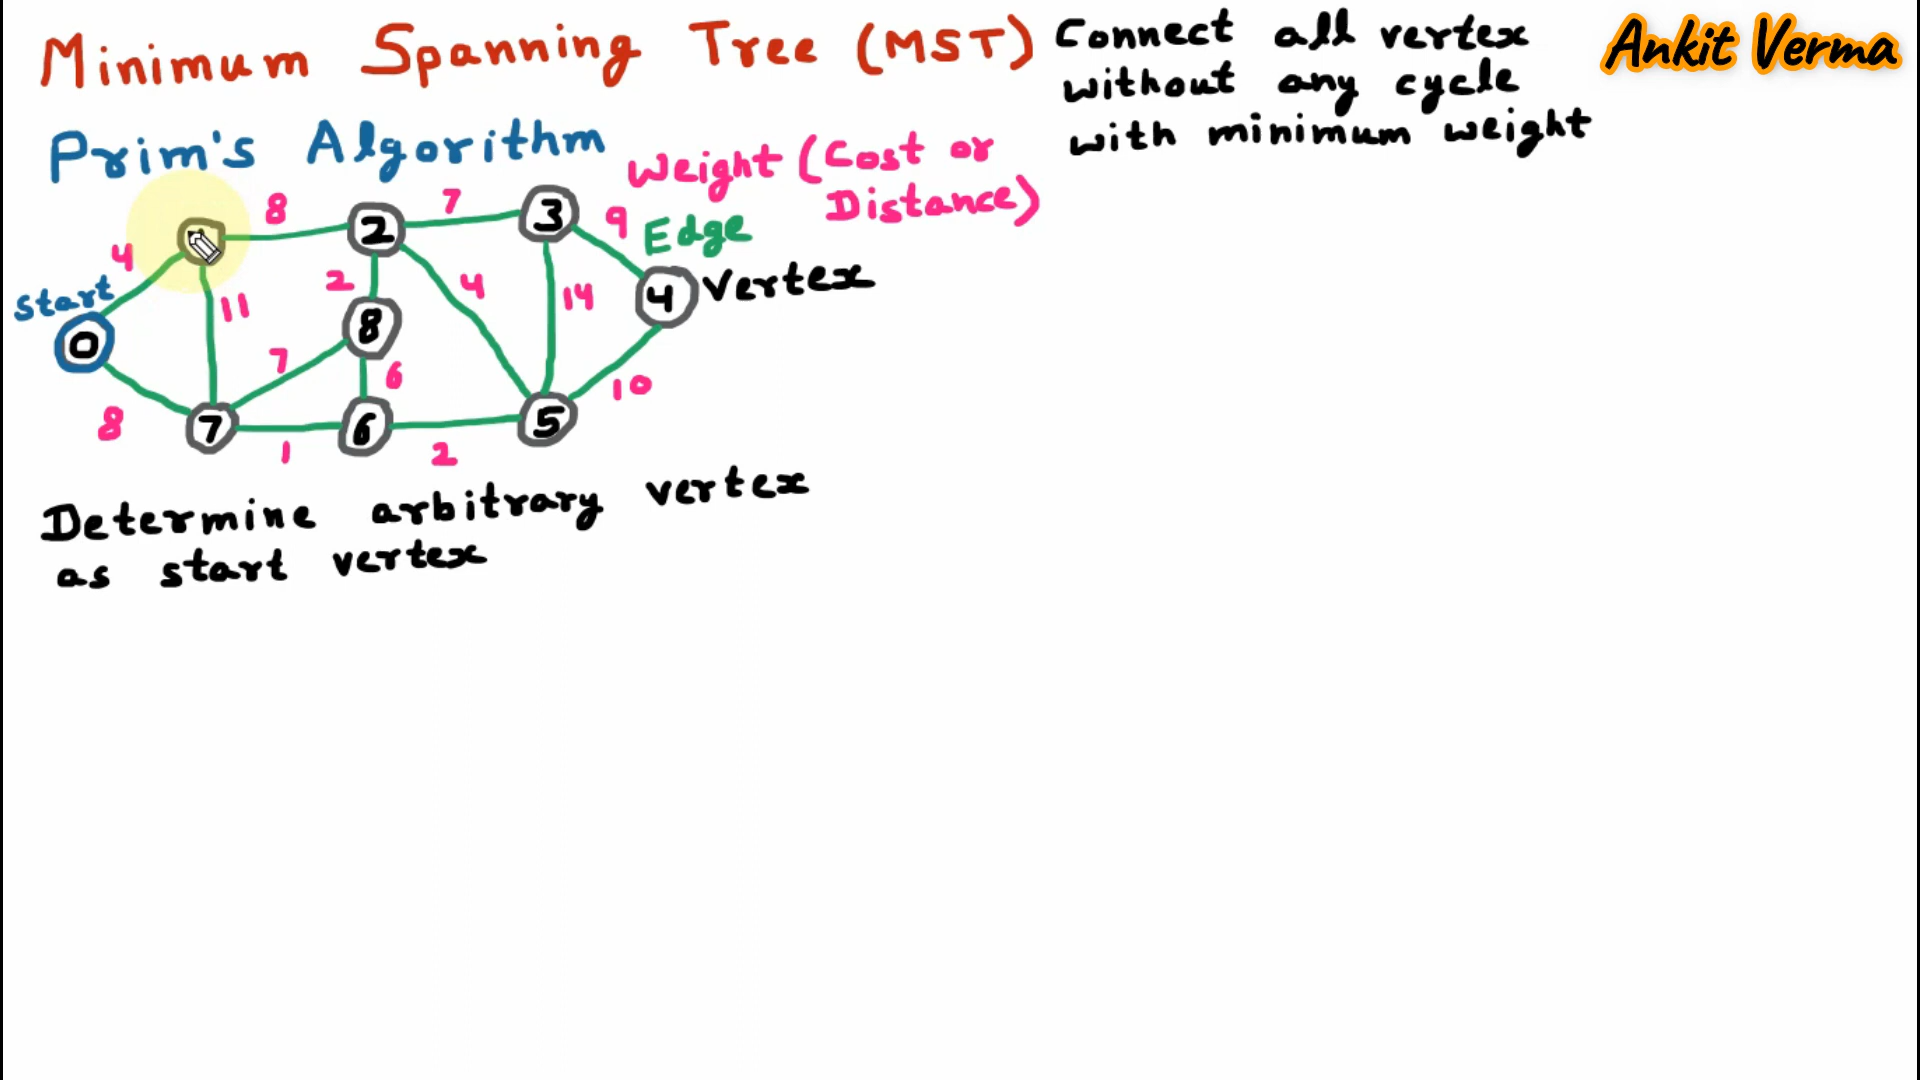 Minimum Spanning Tree (MST)
Connect all vertex
without any cycle
with minimum weight
Ankit Verma
Prim's Algorithm
Weight (Cost or
Distance)
Edge
Vertex
Start
4
8
7
9
2
3
4
11
2
4
14
0
8
7
6
10
8
7
1
6
2
5
Determine arbitrary vertex
as start vertex